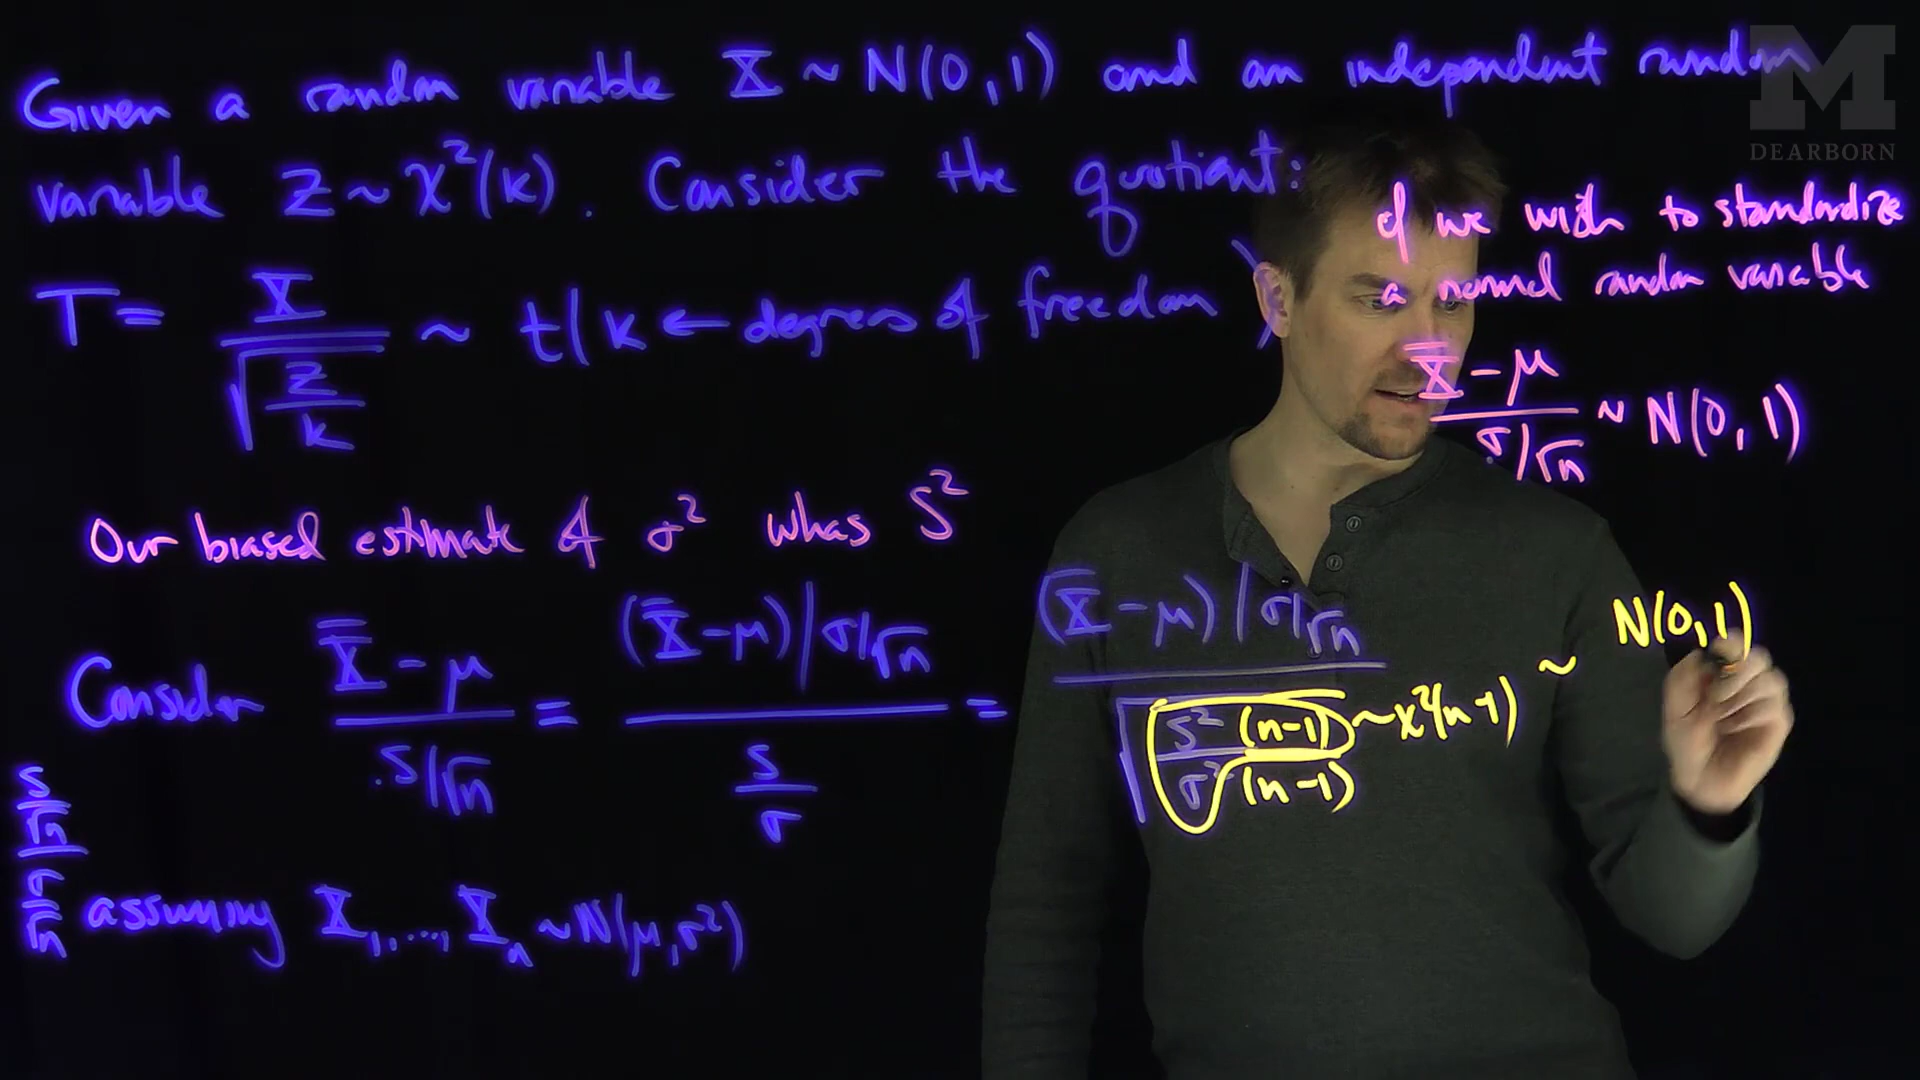 Given a random variable X ~ N(0,1) and an independent random
variable Z ~ χ²(k). Consider the quotient:
T = X / √(Z/k) ~ t(k ← degrees of freedom)
if we wish to standardize
a normal random variable
(X̄ - μ) / (σ/√n) ~ N(0,1)
Our biased estimate of σ² whas S²
Consider (X̄ - μ) / (S/√n) = ((X̄ - μ)/σ/√n) / (S/σ) = ((X̄ - μ)/σ/√n) / √(S²(n-1) / σ²(n-1)) ~χ²(n-1) ~ N(0,1)
S/√n / σ/√n
assuming X₁,...,Xₙ ~N(μ,σ²)
M
DEARBORN